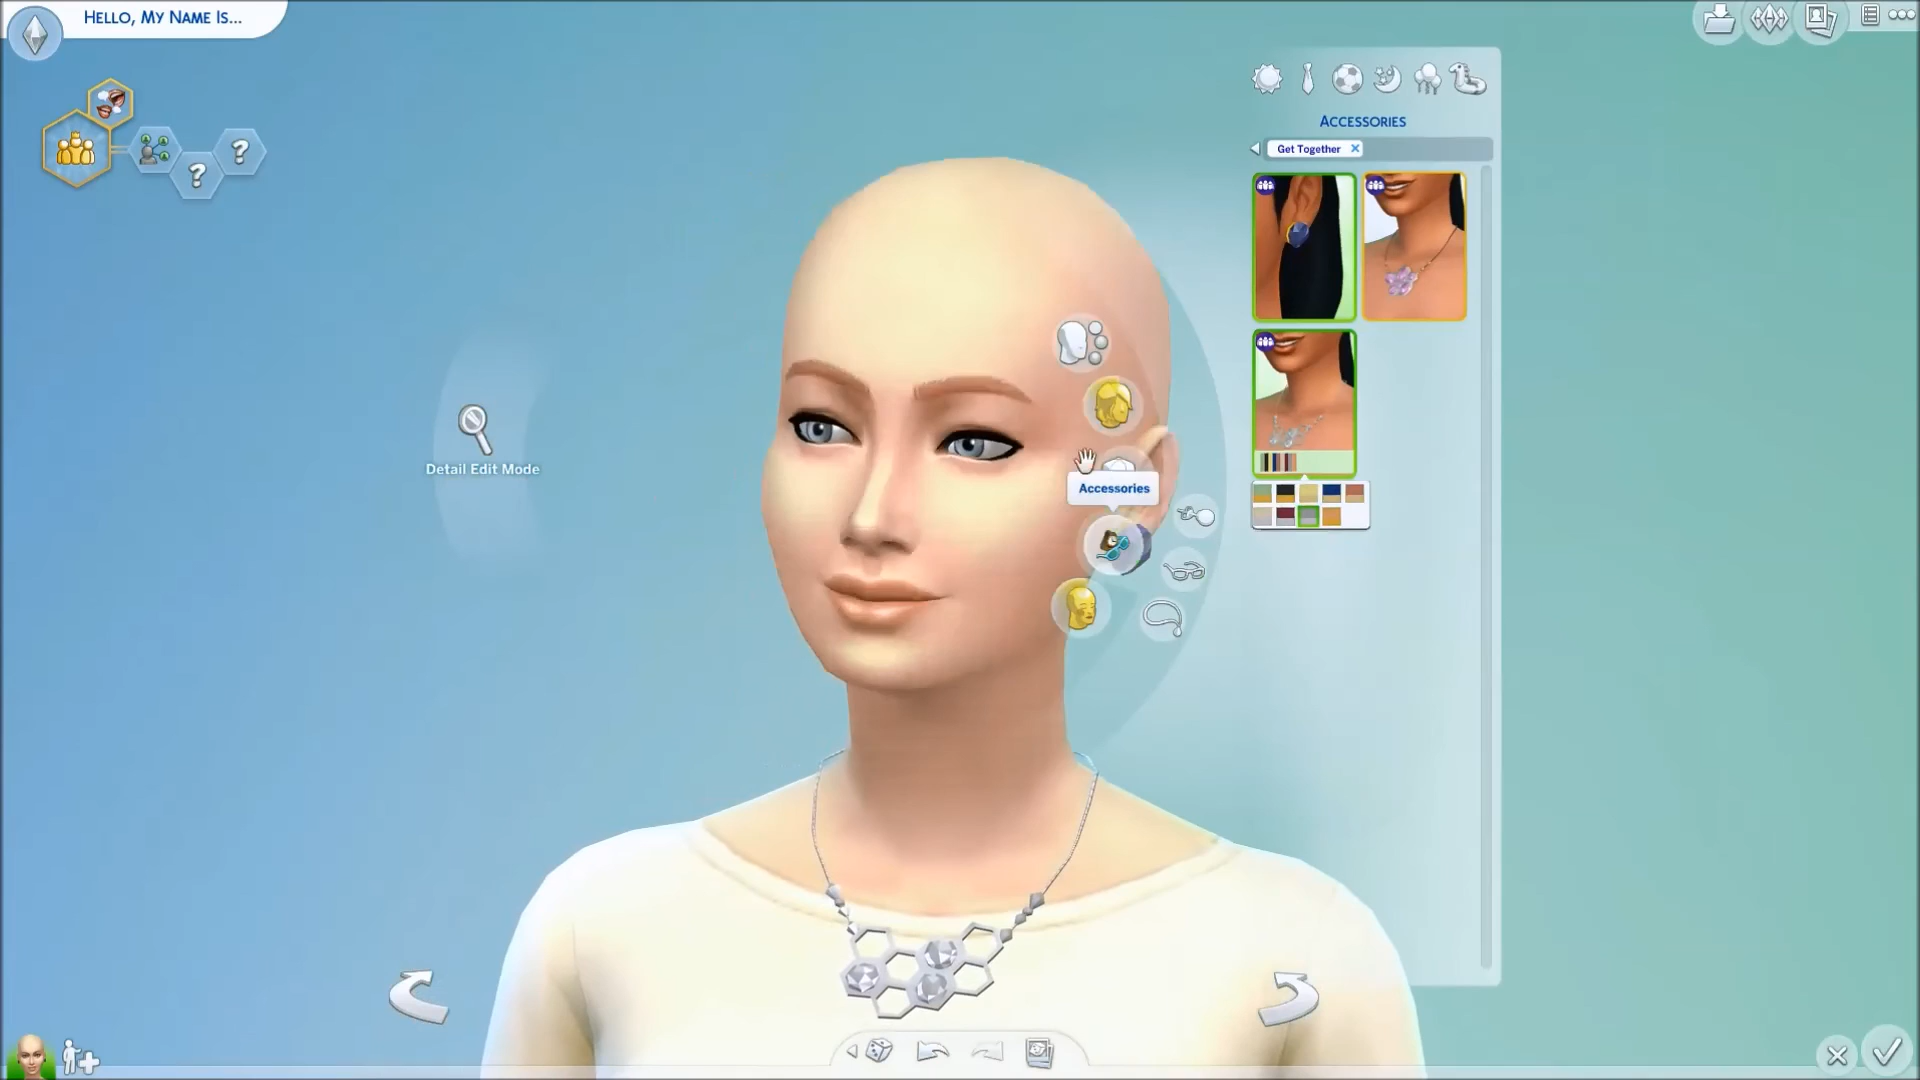 Hello, My Name Is...
Accessories
Get Together
Detail Edit Mode
Accessories
?
?